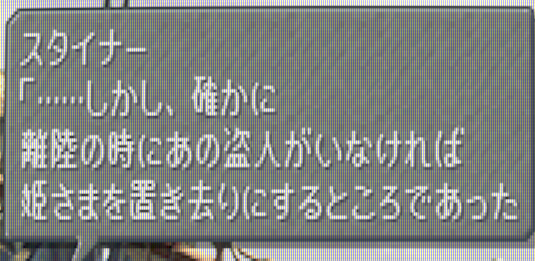 スタイナー
「……しかし、確かに
離陸の時にあの盗人がいなければ
姫さまを置き去りにするところであった